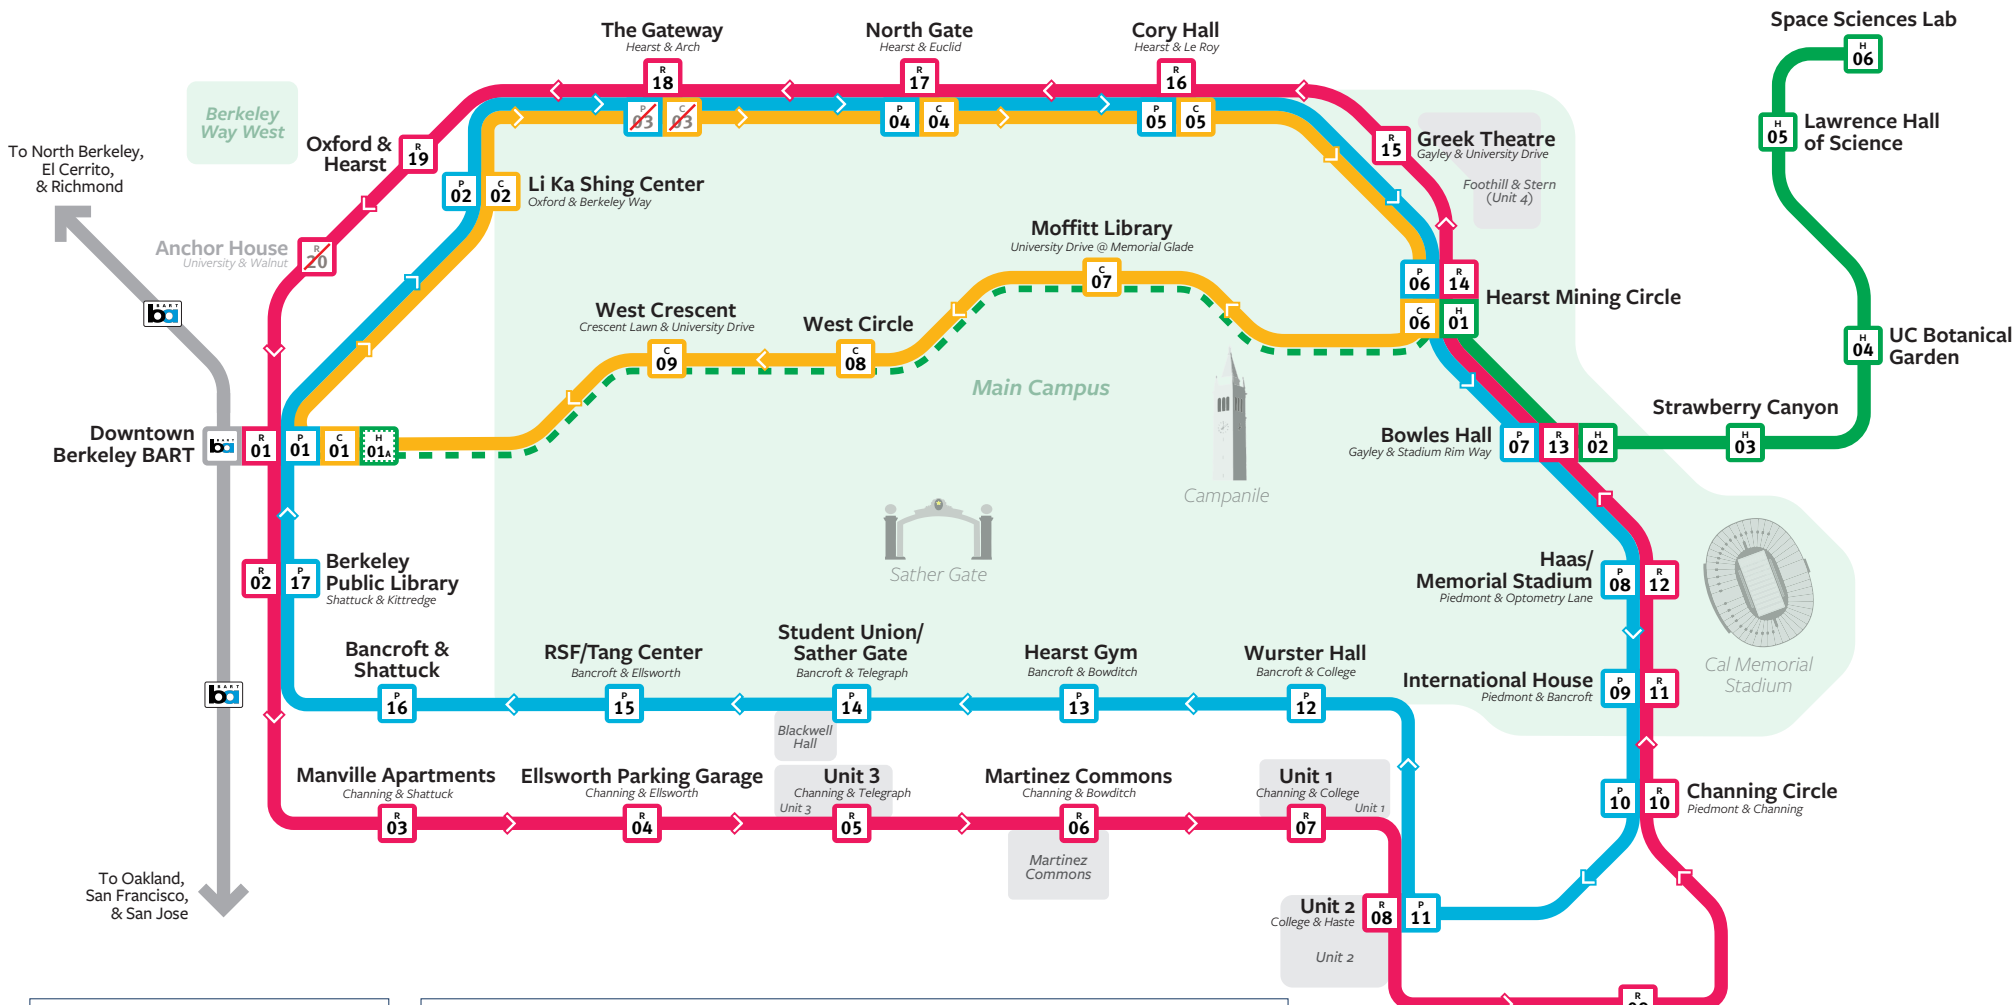 Space Sciences Lab
H
06
The Gateway
Hearst & Arch
R
18
P
03
C
03
North Gate
Hearst & Euclid
R
17
P
04
C
04
Cory Hall
Hearst & Le Roy
R
16
P
05
C
05
Berkeley
Way West
H
05
Lawrence Hall
of Science
To North Berkeley,
El Cerrito,
& Richmond
Oxford &
Hearst
R
19
R
15
Greek Theatre
Gayley & University Drive
Foothill & Stern
(Unit 4)
P
02
C
02
Li Ka Shing Center
Oxford & Berkeley Way
Anchor House
University & Walnut
R
20
Moffitt Library
University Drive @ Memorial Glade
C
07
P
06
R
14
C
06
H
01
Hearst Mining Circle
BART
ba
West Crescent
Crescent Lawn & University Drive
C
09
West Circle
C
08
H
04
UC Botanical
Garden
Main Campus
Strawberry Canyon
H
03
Downtown
Berkeley BART
BART
ba
R
01
P
01
C
01
H
01A
Bowles Hall
Gayley & Stadium Rim Way
P
07
R
13
H
02
Campanile
Sather Gate
R
02
P
17
Berkeley
Public Library
Shattuck & Kittredge
Haas/
Memorial Stadium
Piedmont & Optometry Lane
P
08
R
12
Cal Memorial
Stadium
Bancroft &
Shattuck
P
16
RSF/Tang Center
Bancroft & Ellsworth
P
15
Student Union/
Sather Gate
Bancroft & Telegraph
P
14
Blackwell
Hall
Hearst Gym
Bancroft & Bowditch
P
13
Wurster Hall
Bancroft & College
P
12
International House
Piedmont & Bancroft
P
09
R
11
BART
ba
Manville Apartments
Channing & Shattuck
R
03
Ellsworth Parking Garage
Channing & Ellsworth
R
04
Unit 3
Channing & Telegraph
Unit 3
R
05
Martinez Commons
Channing & Bowditch
R
06
Martinez
Commons
Unit 1
Channing & College
Unit 1
R
07
P
10
R
10
Channing Circle
Piedmont & Channing
To Oakland,
San Francisco,
& San Jose
Unit 2
College & Haste
Unit 2
R
08
P
11
R